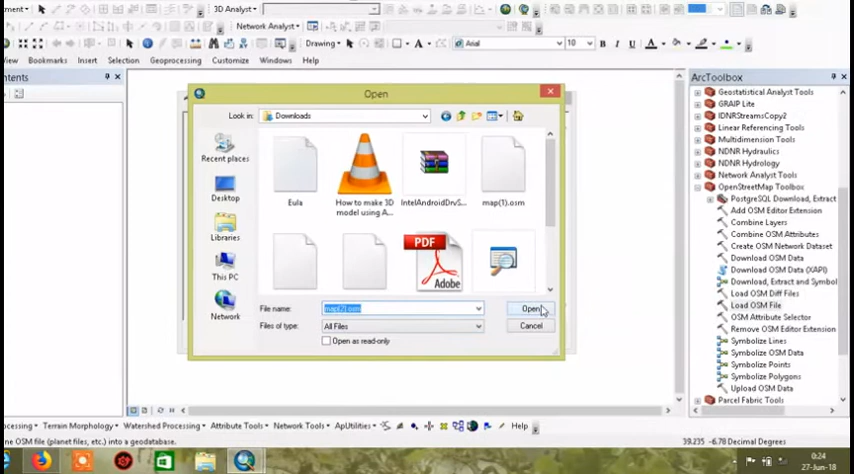 ment
3D Analyst
Network Analyst
Drawing
Arial
10
B I U A
View Bookmarks Insert Selection Geoprocessing Customize Windows Help
ntents
Open
ArcToolbox
Look in: Downloads
Recent places
Desktop
Libraries
This PC
Network
Eula
How to make 3D model using A...
IntelAndroidDrvS...
map(1).osm
PDF
Adobe
File name: map(2).osm
Open
Files of type: All Files
Cancel
Open as read-only
Geostatistical Analyst Tools
GRAIP Lite
IDNRStreamsCopy2
Linear Referencing Tools
Multidimension Tools
NDNR Hydraulics
NDNR Hydrology
Network Analyst Tools
OpenStreetMap Toolbox
PostgreSQL Download, Extract
Add OSM Editor Extension
Combine Layers
Combine OSM Attributes
Create OSM Network Dataset
Download OSM Data
Download OSM Data (XAPI)
Download, Extract and Symbol
Load OSM Diff Files
Load OSM File
OSM Attribute Selector
Remove OSM Editor Extension
Symbolize Lines
Symbolize OSM Data
Symbolize Points
Symbolize Polygons
Upload OSM Data
Parcel Fabric Tools
ocessing Terrain Morphology Watershed Processing Attribute Tools Network Tools ApUtilities Help
ne OSM file (planet files, etc.) into a geodatabase.
39.235 -6.78 Decimal Degrees
0:24
27-Jun-18